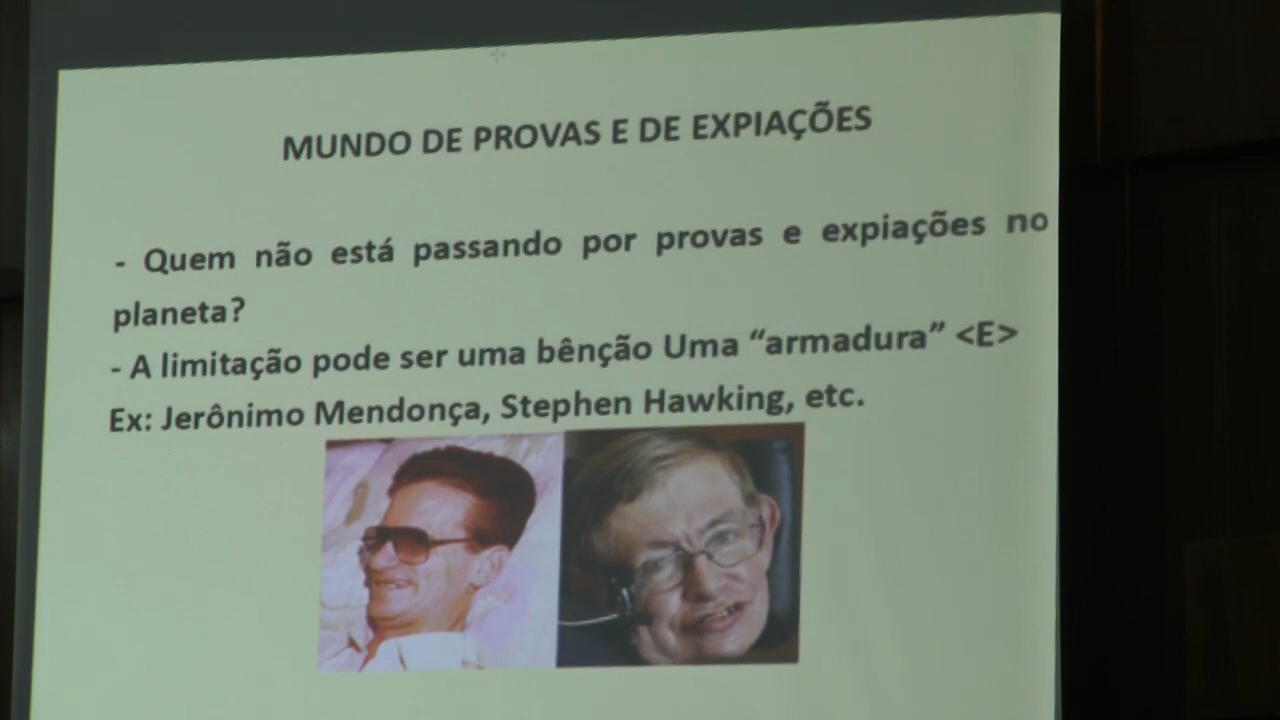 MUNDO DE PROVAS E DE EXPIAÇÕES
- Quem não está passando por provas e expiações no
planeta?
- A limitação pode ser uma bênção Uma “armadura” <E>
Ex: Jerônimo Mendonça, Stephen Hawking, etc.